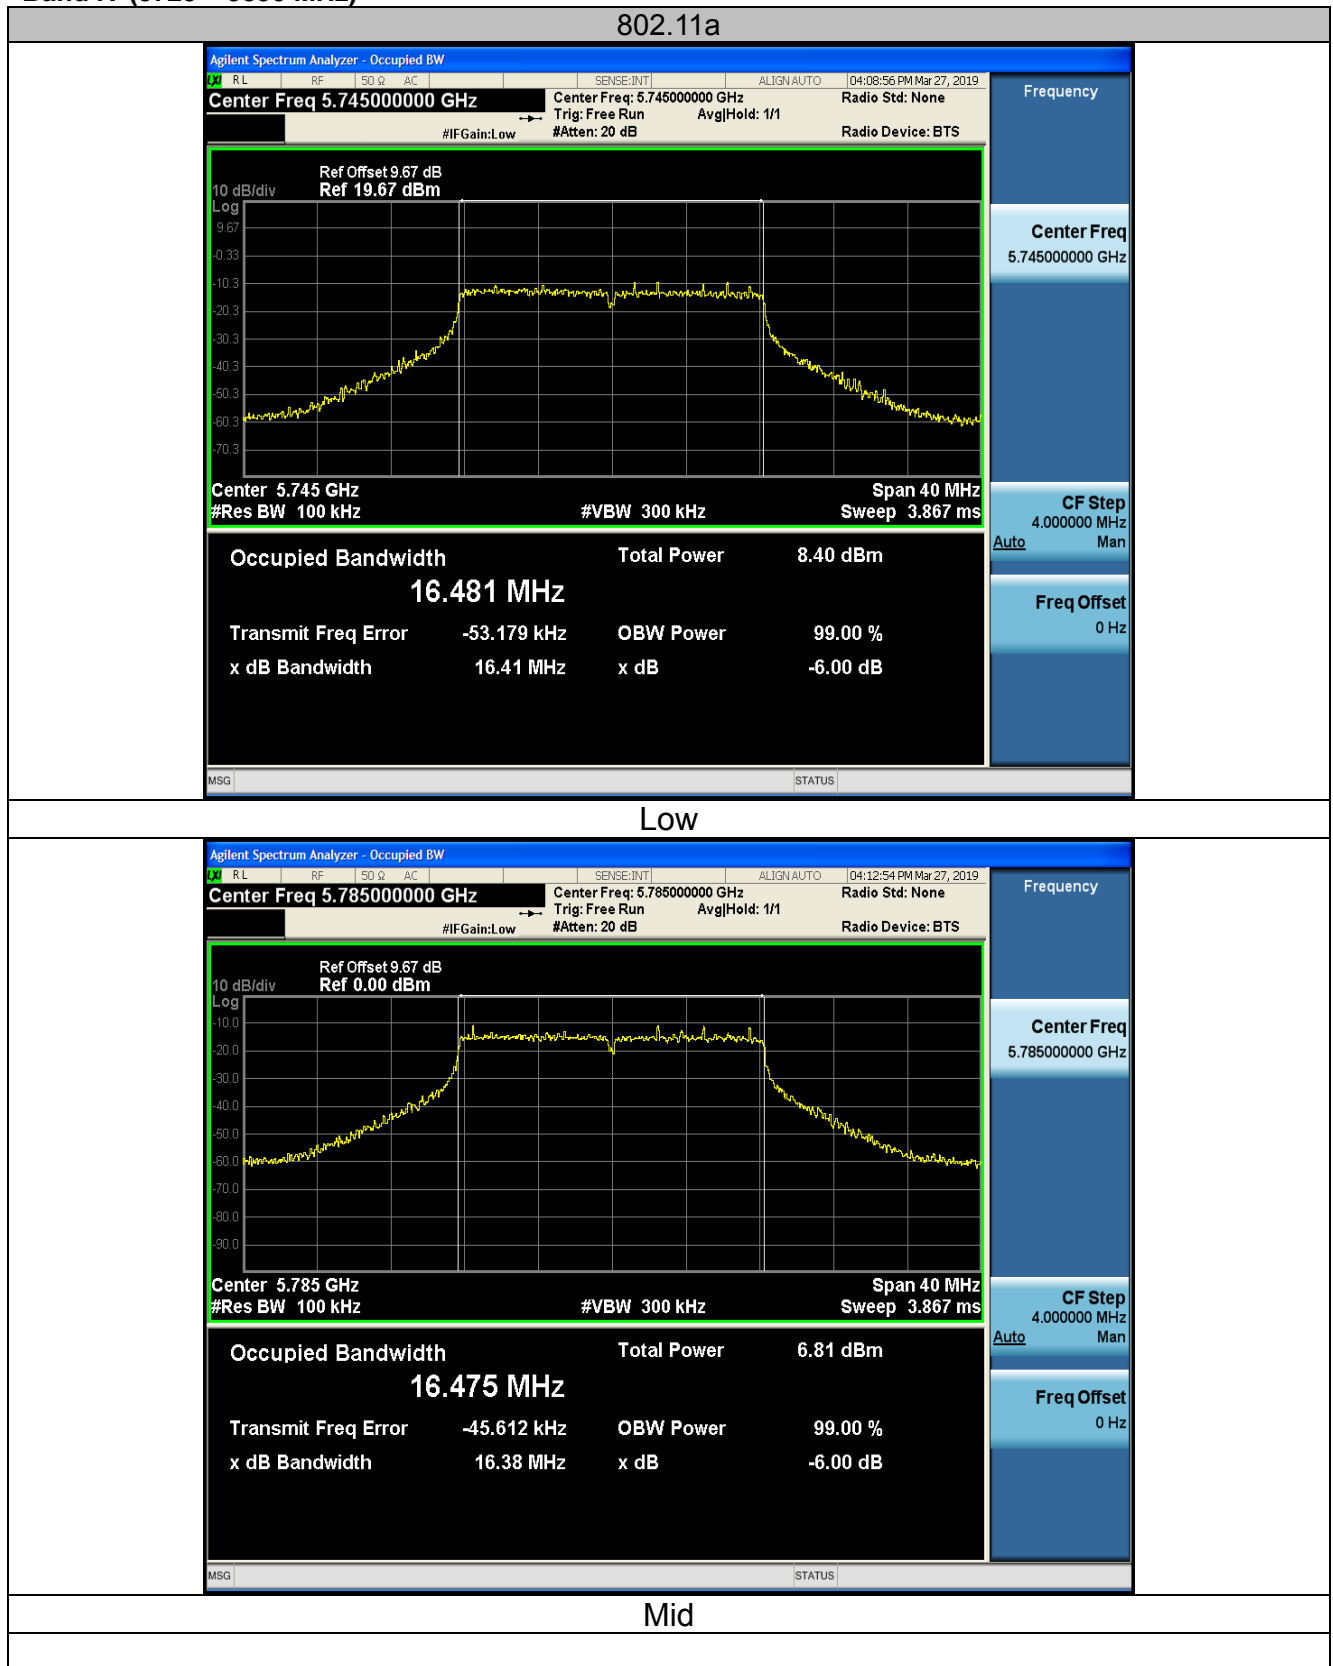 802.11a
Agilent Spectrum Analyzer - Occupied BW
LXI RL RF 50 Ω AC SENSE:INT ALIGN AUTO 04:08:56 PM Mar 27, 2019
Center Freq 5.745000000 GHz
Center Freq: 5.745000000 GHz Radio Std: None
Trig: Free Run Avg|Hold: 1/1
#IFGain:Low #Atten: 20 dB Radio Device: BTS
Frequency
Ref Offset 9.67 dB
10 dB/div Ref 19.67 dBm
Log
9.67
-0.33
-10.3
-20.3
-30.3
-40.3
-50.3
-60.3
-70.3
Center 5.745 GHz Span 40 MHz
#Res BW 100 kHz #VBW 300 kHz Sweep 3.867 ms
Center Freq
5.745000000 GHz
CF Step
4.000000 MHz
Auto Man
Freq Offset
0 Hz
Occupied Bandwidth Total Power 8.40 dBm
16.481 MHz
Transmit Freq Error -53.179 kHz OBW Power 99.00 %
x dB Bandwidth 16.41 MHz x dB -6.00 dB
MSG STATUS
Low
Agilent Spectrum Analyzer - Occupied BW
LXI RL RF 50 Ω AC SENSE:INT ALIGN AUTO 04:12:54 PM Mar 27, 2019
Center Freq 5.785000000 GHz
Center Freq: 5.785000000 GHz Radio Std: None
Trig: Free Run Avg|Hold: 1/1
#IFGain:Low #Atten: 20 dB Radio Device: BTS
Frequency
Ref Offset 9.67 dB
10 dB/div Ref 0.00 dBm
Log
-10.0
-20.0
-30.0
-40.0
-50.0
-60.0
-70.0
-80.0
-90.0
Center 5.785 GHz Span 40 MHz
#Res BW 100 kHz #VBW 300 kHz Sweep 3.867 ms
Center Freq
5.785000000 GHz
CF Step
4.000000 MHz
Auto Man
Freq Offset
0 Hz
Occupied Bandwidth Total Power 6.81 dBm
16.475 MHz
Transmit Freq Error -45.612 kHz OBW Power 99.00 %
x dB Bandwidth 16.38 MHz x dB -6.00 dB
MSG STATUS
Mid